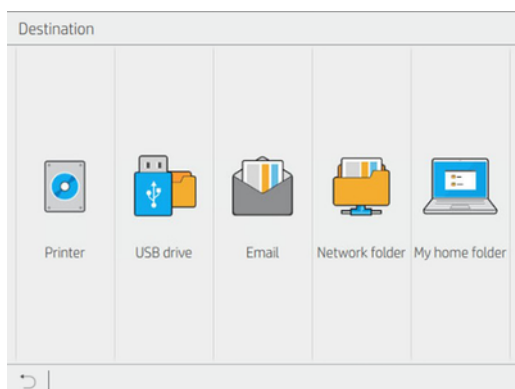 Destination
Printer
USB drive
Email
Network folder
My home folder